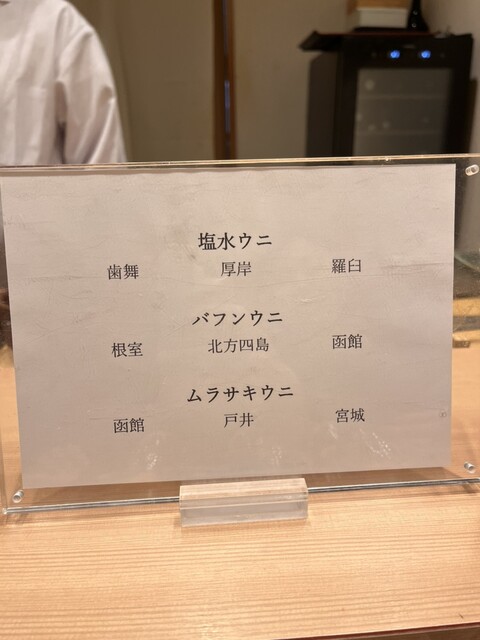 塩水ウニ
歯舞 厚岸 羅臼
バフンウニ
根室 北方四島 函館
ムラサキウニ
函館 戸井 宮城